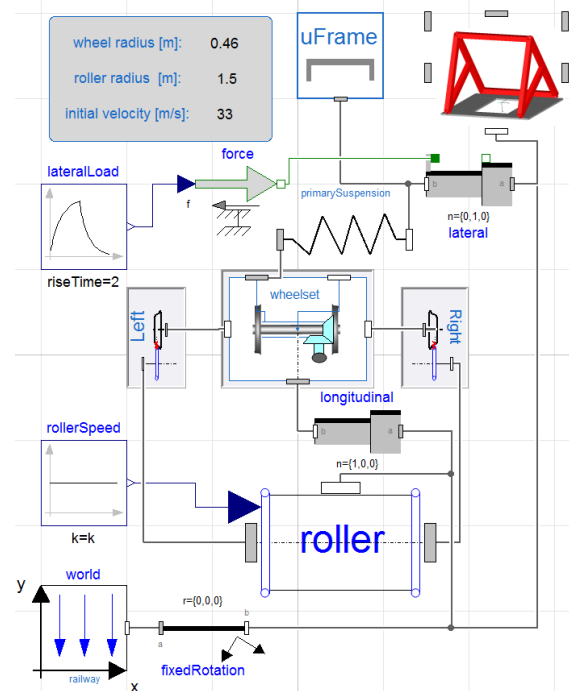 wheel radius [m]: 0.46
uFrame
roller radius [m]: 1.5
initial velocity [m/s]: 33
lateralLoad
force
f
primarySuspension
b
a
n={0,1,0}
lateral
riseTime=2
Left
wheelset
Right
longitudinal
b
a
rollerSpeed
n={1,0,0}
roller
k=k
world
y
r={0,0,0}
a
b
railway
x
fixedRotation